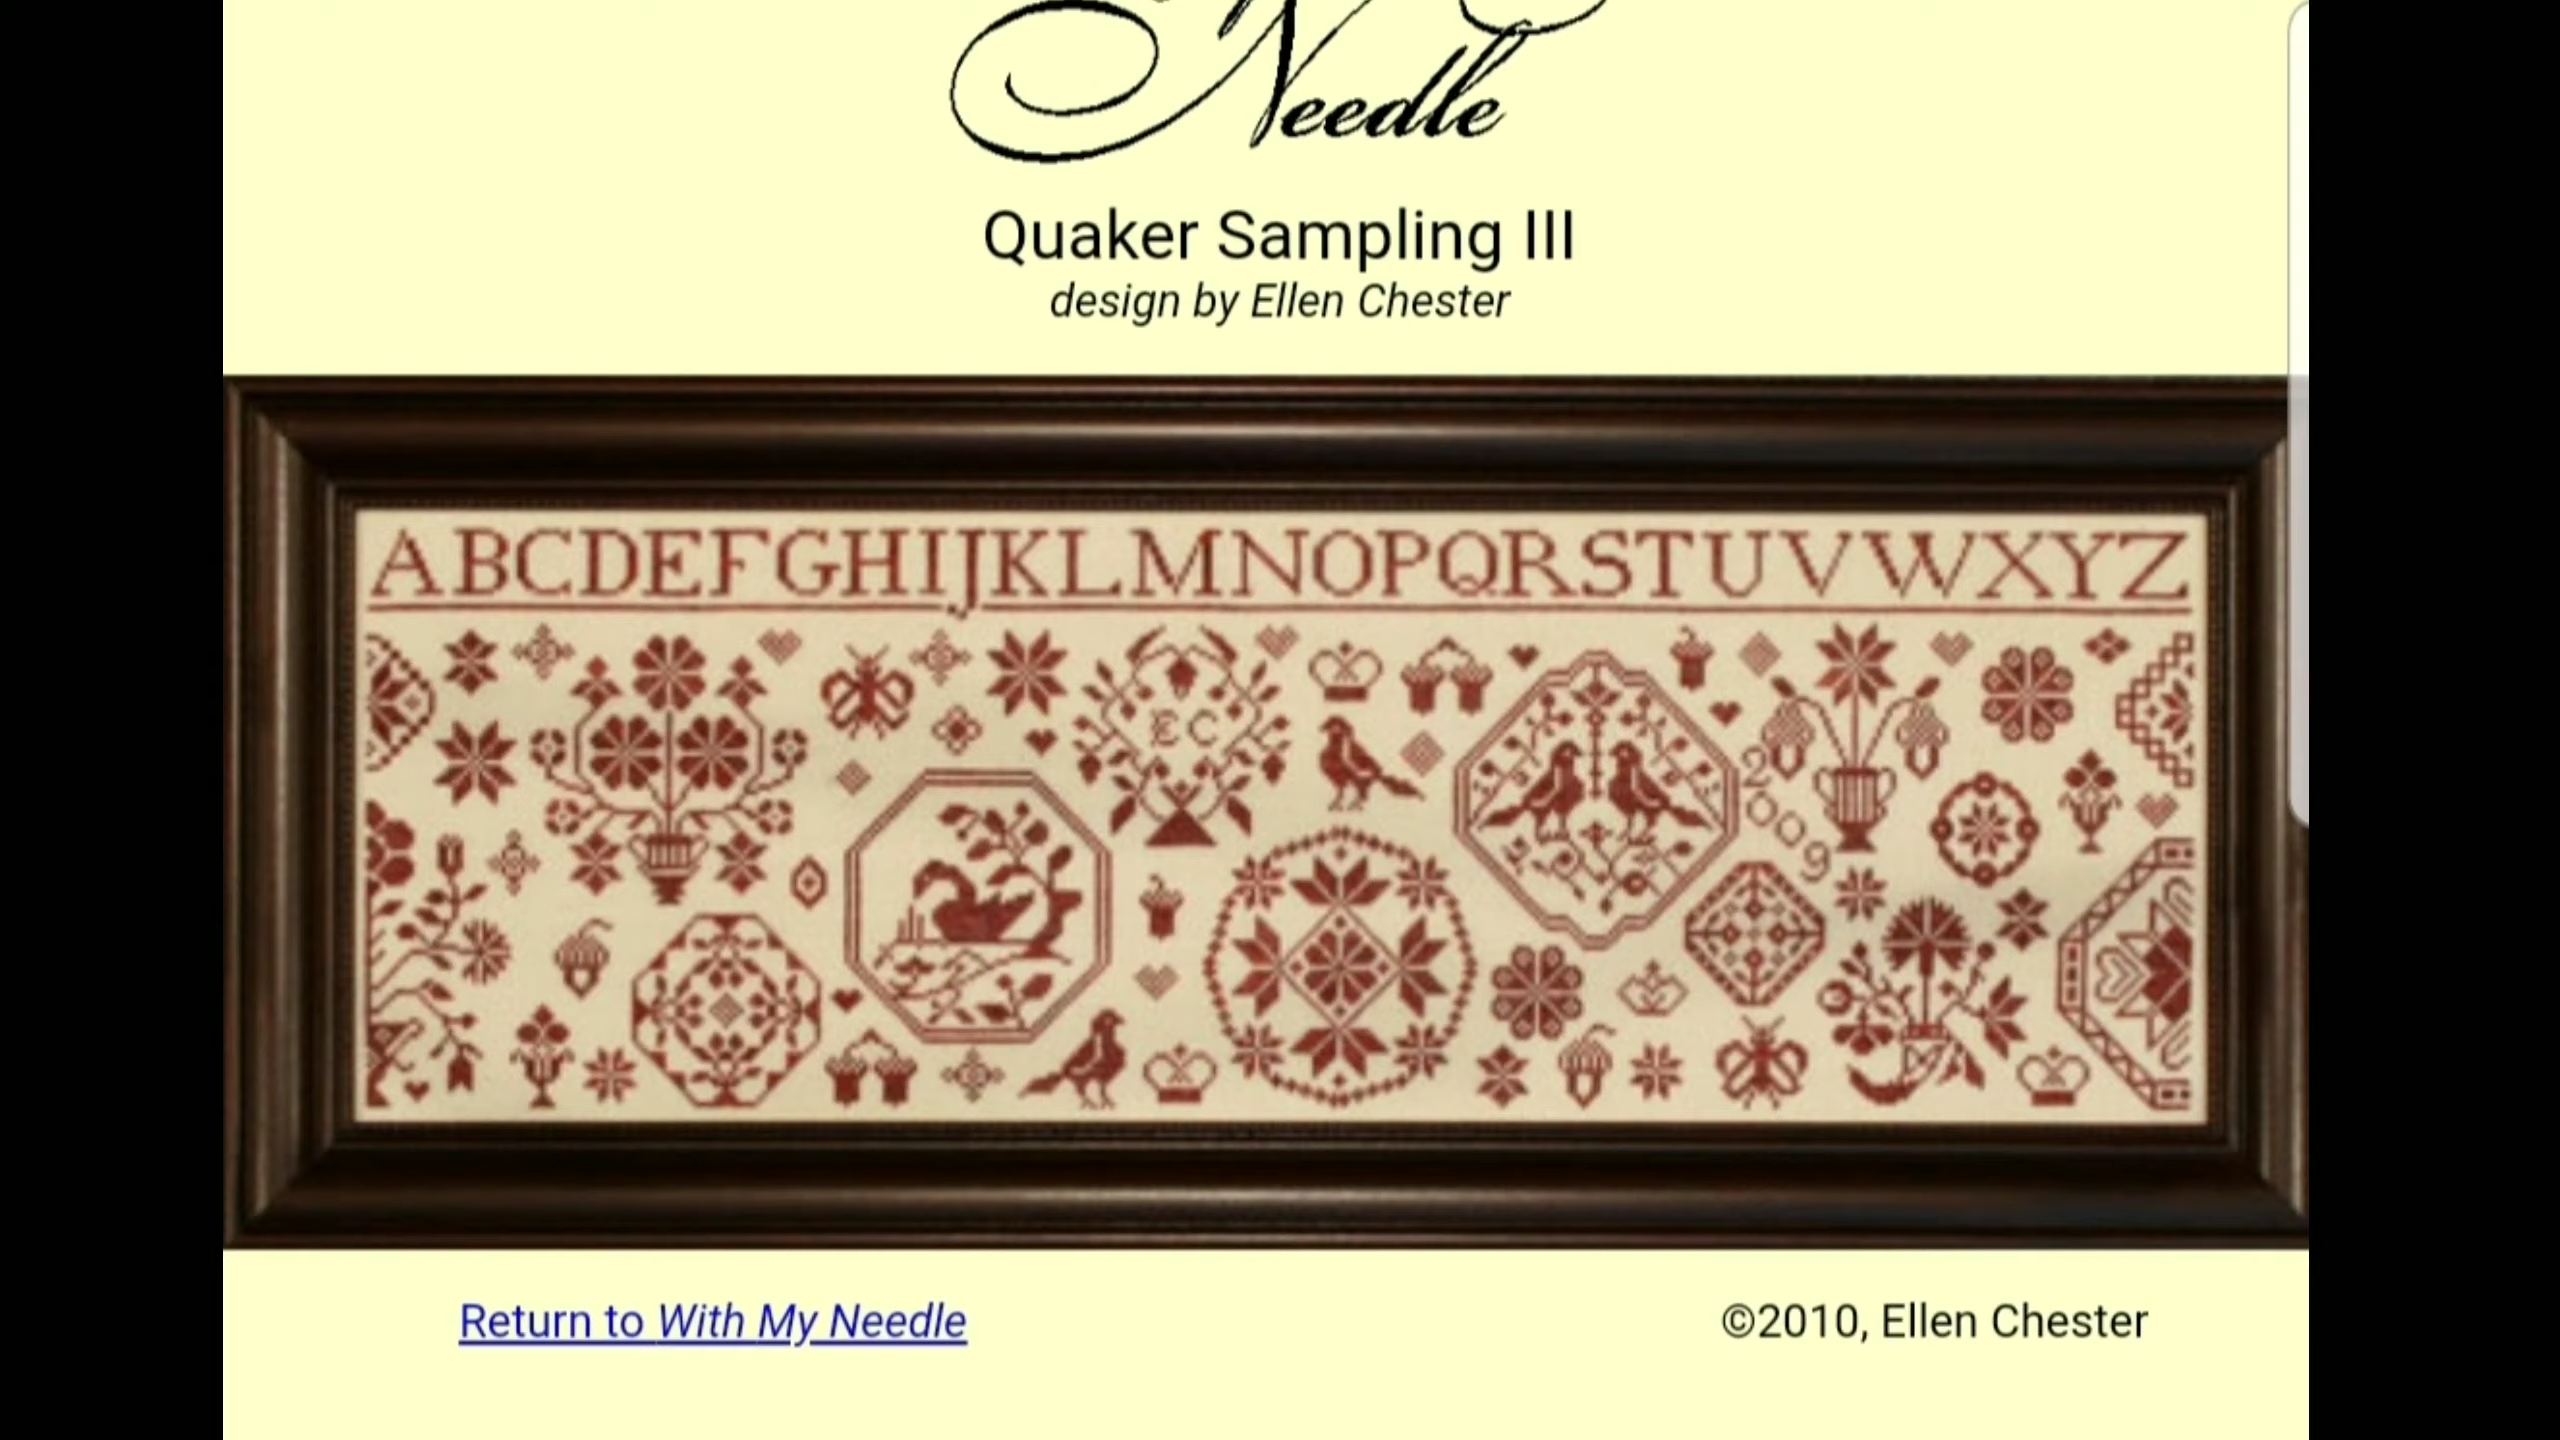 Needle
Quaker Sampling III
design by Ellen Chester
ABCDEFGHIJKLMNOPQRSTUVWXYZ
EC
2009
Return to With My Needle
©2010, Ellen Chester